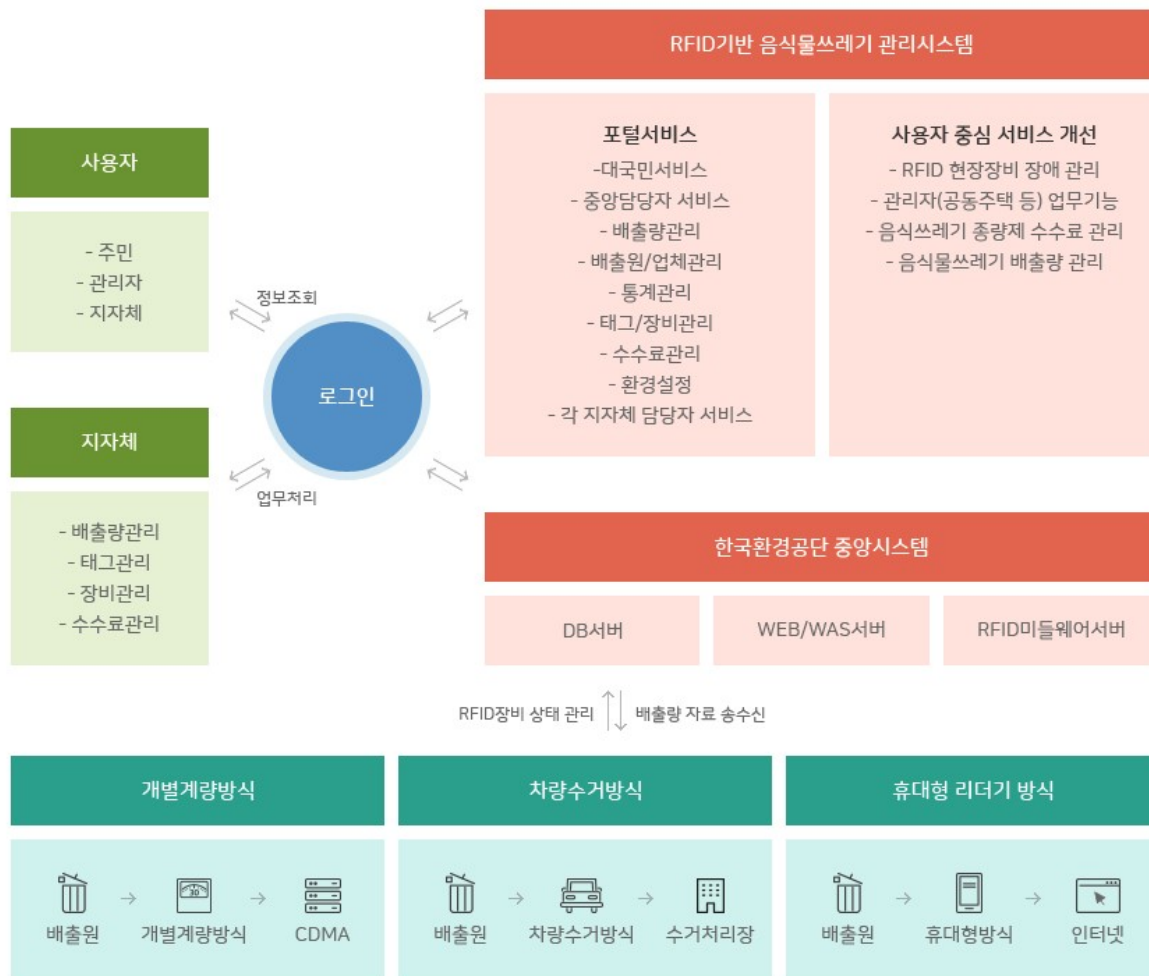 RFID기반 음식물쓰레기 관리시스템
포털서비스
-대국민서비스
- 중앙담당자 서비스
- 배출량관리
- 배출원/업체관리
- 통계관리
- 태그/장비관리
- 수수료관리
- 환경설정
- 각 지자체 담당자 서비스
사용자 중심 서비스 개선
- RFID 현장장비 장애 관리
- 관리자(공동주택 등) 업무기능
- 음식쓰레기 종량제 수수료 관리
- 음식물쓰레기 배출량 관리
사용자
- 주민
- 관리자
- 지자체
정보조회
로그인
지자체
- 배출량관리
- 태그관리
- 장비관리
- 수수료관리
업무처리
한국환경공단 중앙시스템
DB서버
WEB/WAS서버
RFID미들웨어서버
RFID장비 상태 관리
배출량 자료 송수신
개별계량방식
30
배출원
개별계량방식
CDMA
차량수거방식
배출원
차량수거방식
수거처리장
휴대형 리더기 방식
배출원
휴대형방식
인터넷